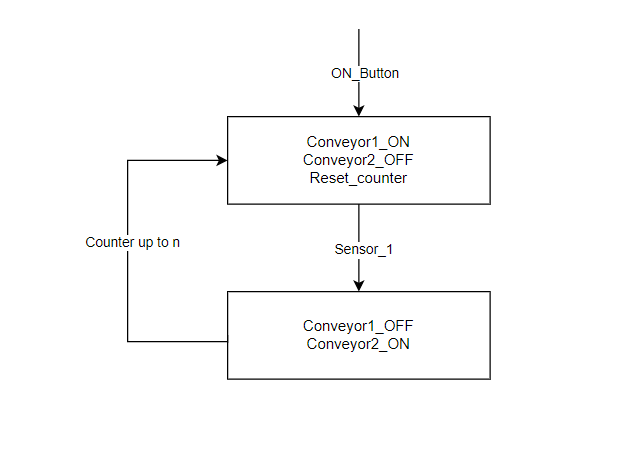 ON_Button
Conveyor1_ON
Conveyor2_OFF
Reset_counter
Counter up to n
Sensor_1
Conveyor1_OFF
Conveyor2_ON